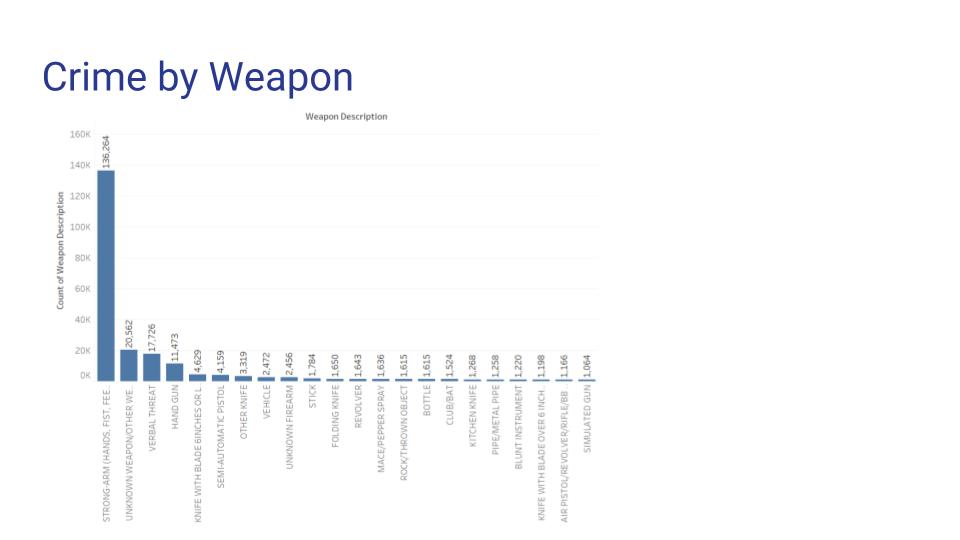 Crime by Weapon
Weapon Description
Count of Weapon Description
160K
140K
120K
100K
80K
60K
40K
20K
0K
136,264
20,562
17,726
11,473
4,629
4,159
3,319
2,472
2,456
1,784
1,650
1,643
1,636
1,615
1,615
1,524
1,268
1,258
1,220
1,198
1,166
1,064
STRONG-ARM (HANDS, FIST, FEE..
UNKNOWN WEAPON/OTHER WE..
VERBAL THREAT
HAND GUN
KNIFE WITH BLADE 6INCHES OR L..
SEMI-AUTOMATIC PISTOL
OTHER KNIFE
VEHICLE
UNKNOWN FIREARM
STICK
FOLDING KNIFE
REVOLVER
MACE/PEPPER SPRAY
ROCK/THROWN OBJECT
BOTTLE
CLUB/BAT
KITCHEN KNIFE
PIPE/METAL PIPE
BLUNT INSTRUMENT
KNIFE WITH BLADE OVER 6 INCH..
AIR PISTOL/REVOLVER/RIFLE/BB ..
SIMULATED GUN